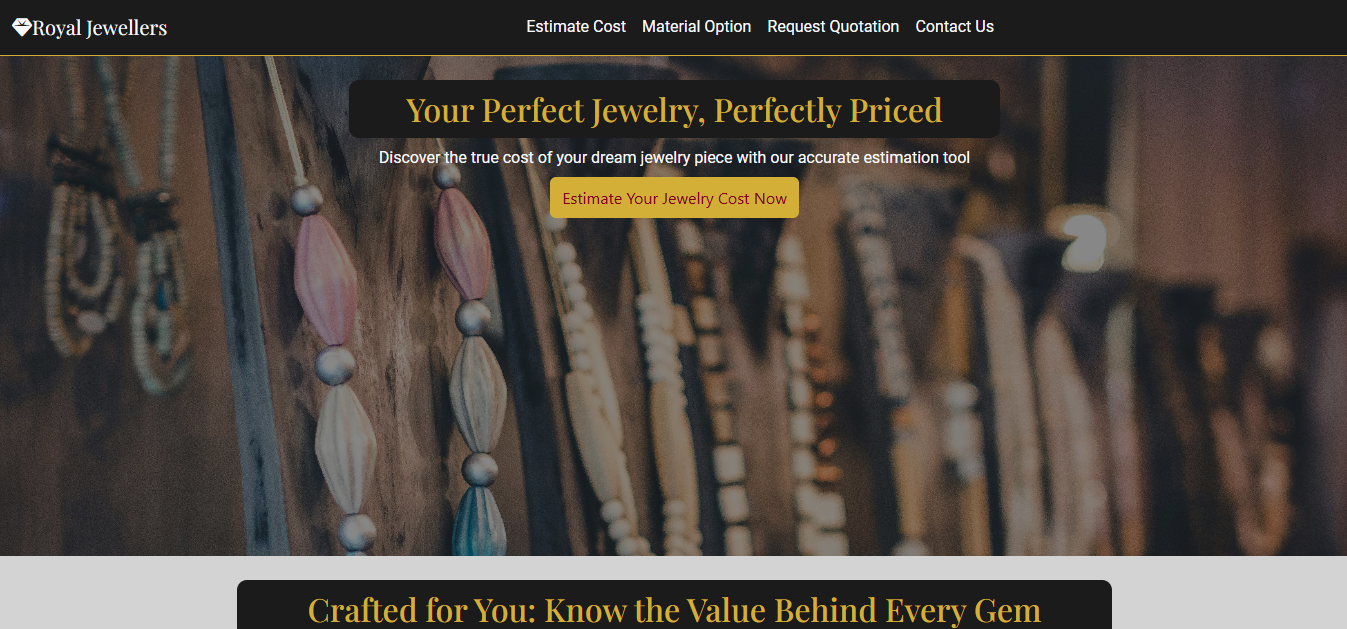 Royal Jewellers
Estimate Cost Material Option Request Quotation Contact Us
Your Perfect Jewelry, Perfectly Priced
Discover the true cost of your dream jewelry piece with our accurate estimation tool
Estimate Your Jewelry Cost Now
Crafted for You: Know the Value Behind Every Gem